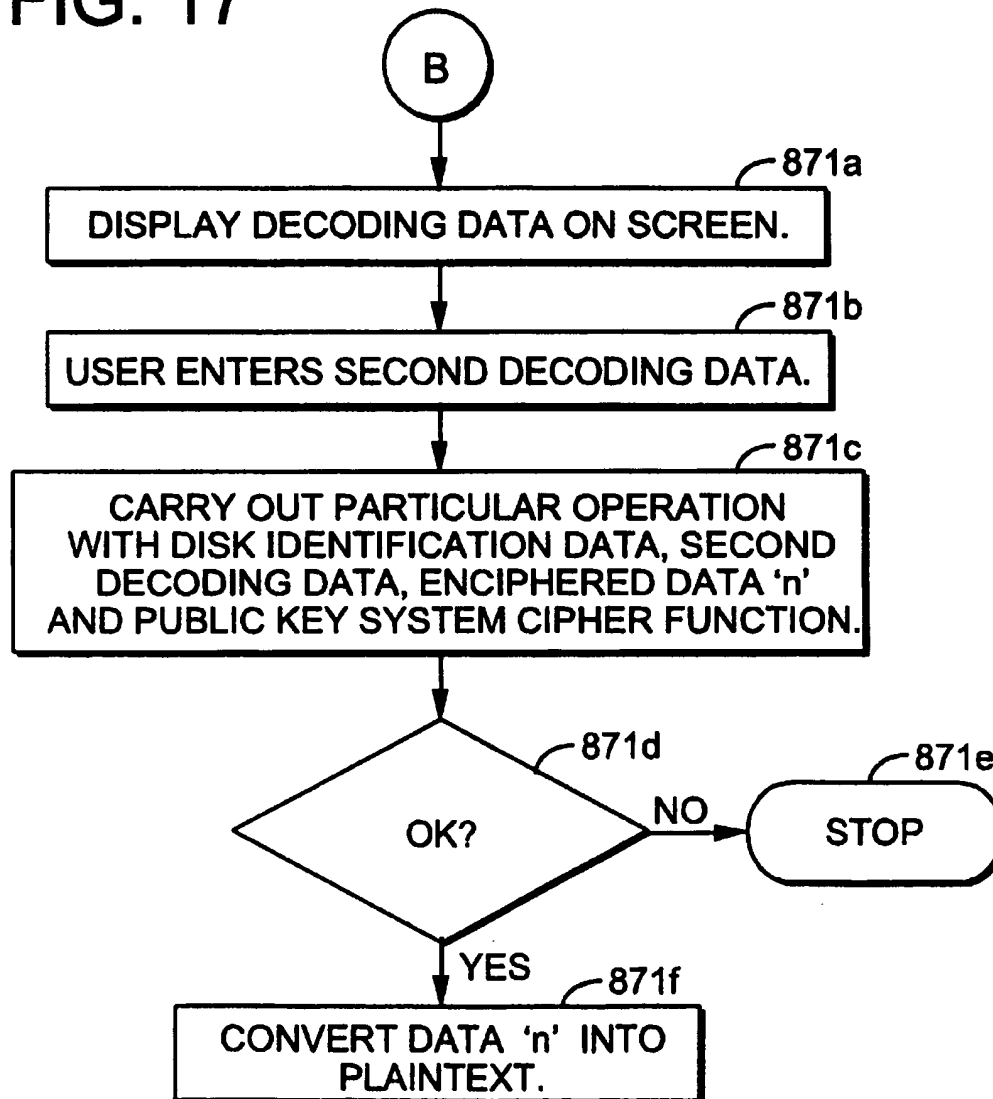 FIG. 17
B
871a
DISPLAY DECODING DATA ON SCREEN.
871b
USER ENTERS SECOND DECODING DATA.
871c
CARRY OUT PARTICULAR OPERATION
WITH DISK IDENTIFICATION DATA, SECOND
DECODING DATA, ENCIPHERED DATA 'n'
AND PUBLIC KEY SYSTEM CIPHER FUNCTION.
871d
OK?
NO
871e
STOP
YES
871f
CONVERT DATA 'n' INTO
PLAINTEXT.